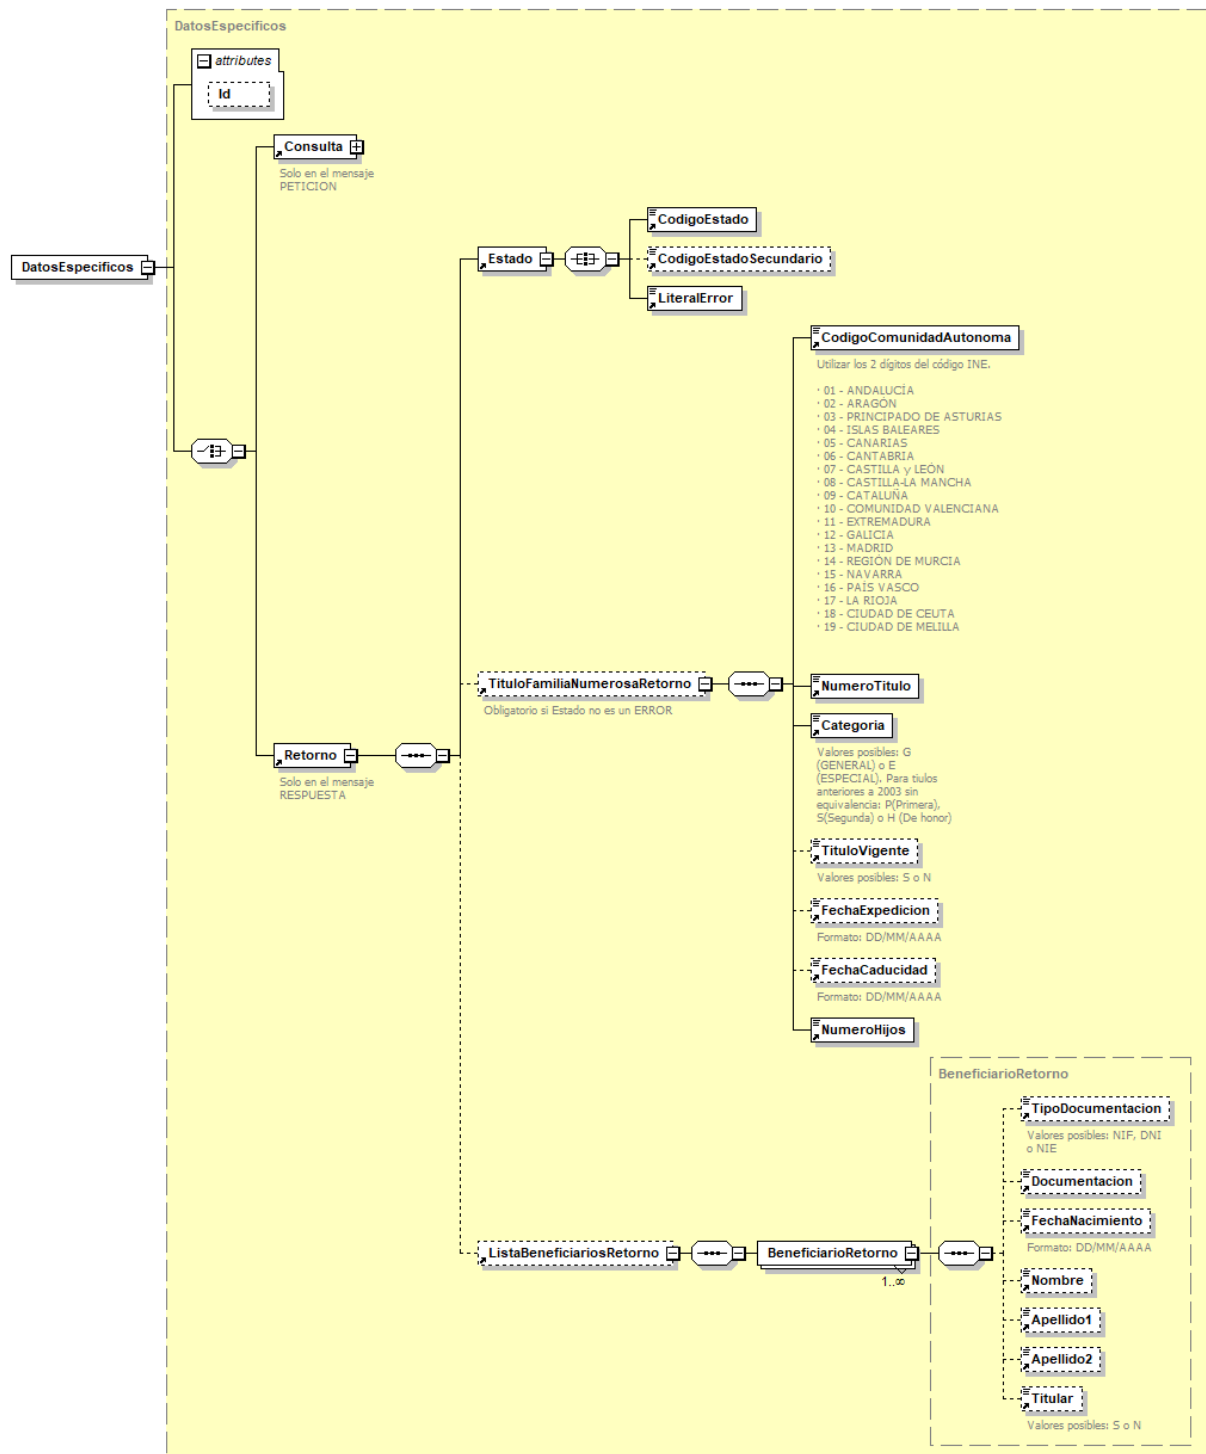 DatosEspecificos
attributes
Id
Consulta
Solo en el mensaje
PETICION
DatosEspecificos
Estado
CodigoEstado
CodigoEstadoSecundario
LiteralError
CodigoComunidadAutonoma
Utilizar los 2 dígitos del código INE.
· 01 - ANDALUCÍA
· 02 - ARAGÓN
· 03 - PRINCIPADO DE ASTURIAS
· 04 - ISLAS BALEARES
· 05 - CANARIAS
· 06 - CANTABRIA
· 07 - CASTILLA y LEÓN
· 08 - CASTILLA-LA MANCHA
· 09 - CATALUÑA
· 10 - COMUNIDAD VALENCIANA
· 11 - EXTREMADURA
· 12 - GALICIA
· 13 - MADRID
· 14 - REGIÓN DE MURCIA
· 15 - NAVARRA
· 16 - PAÍS VASCO
· 17 - LA RIOJA
· 18 - CIUDAD DE CEUTA
· 19 - CIUDAD DE MELILLA
TituloFamiliaNumerosaRetorno
Obligatorio si Estado no es un ERROR
NumeroTitulo
Categoria
Valores posibles: G
(GENERAL) o E
(ESPECIAL). Para tiulos
anteriores a 2003 sin
equivalencia: P(Primera),
S(Segunda) o H (De honor)
Retorno
Solo en el mensaje
RESPUESTA
TituloVigente
Valores posibles: S o N
FechaExpedicion
Formato: DD/MM/AAAA
FechaCaducidad
Formato: DD/MM/AAAA
NumeroHijos
BeneficiarioRetorno
TipoDocumentacion
Valores posibles: NIF, DNI
o NIE
Documentacion
FechaNacimiento
Formato: DD/MM/AAAA
ListaBeneficiariosRetorno
BeneficiarioRetorno
1..∞
Nombre
Apellido1
Apellido2
Titular
Valores posibles: S o N